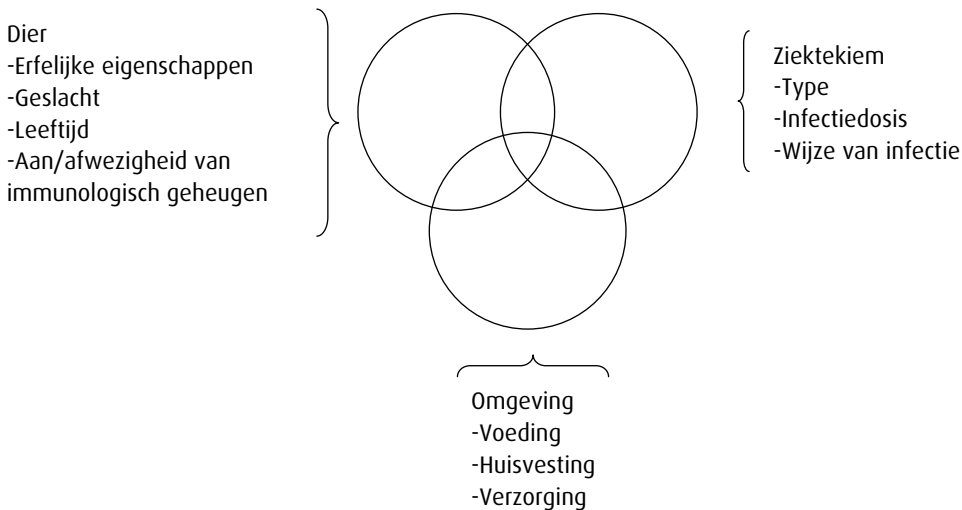 Dier
-Erfelijke eigenschappen
-Geslacht
-Leeftijd
-Aan/afwezigheid van
immunologisch geheugen
Ziektekiem
-Type
-Infectiedosis
-Wijze van infectie
Omgeving
-Voeding
-Huisvesting
-Verzorging